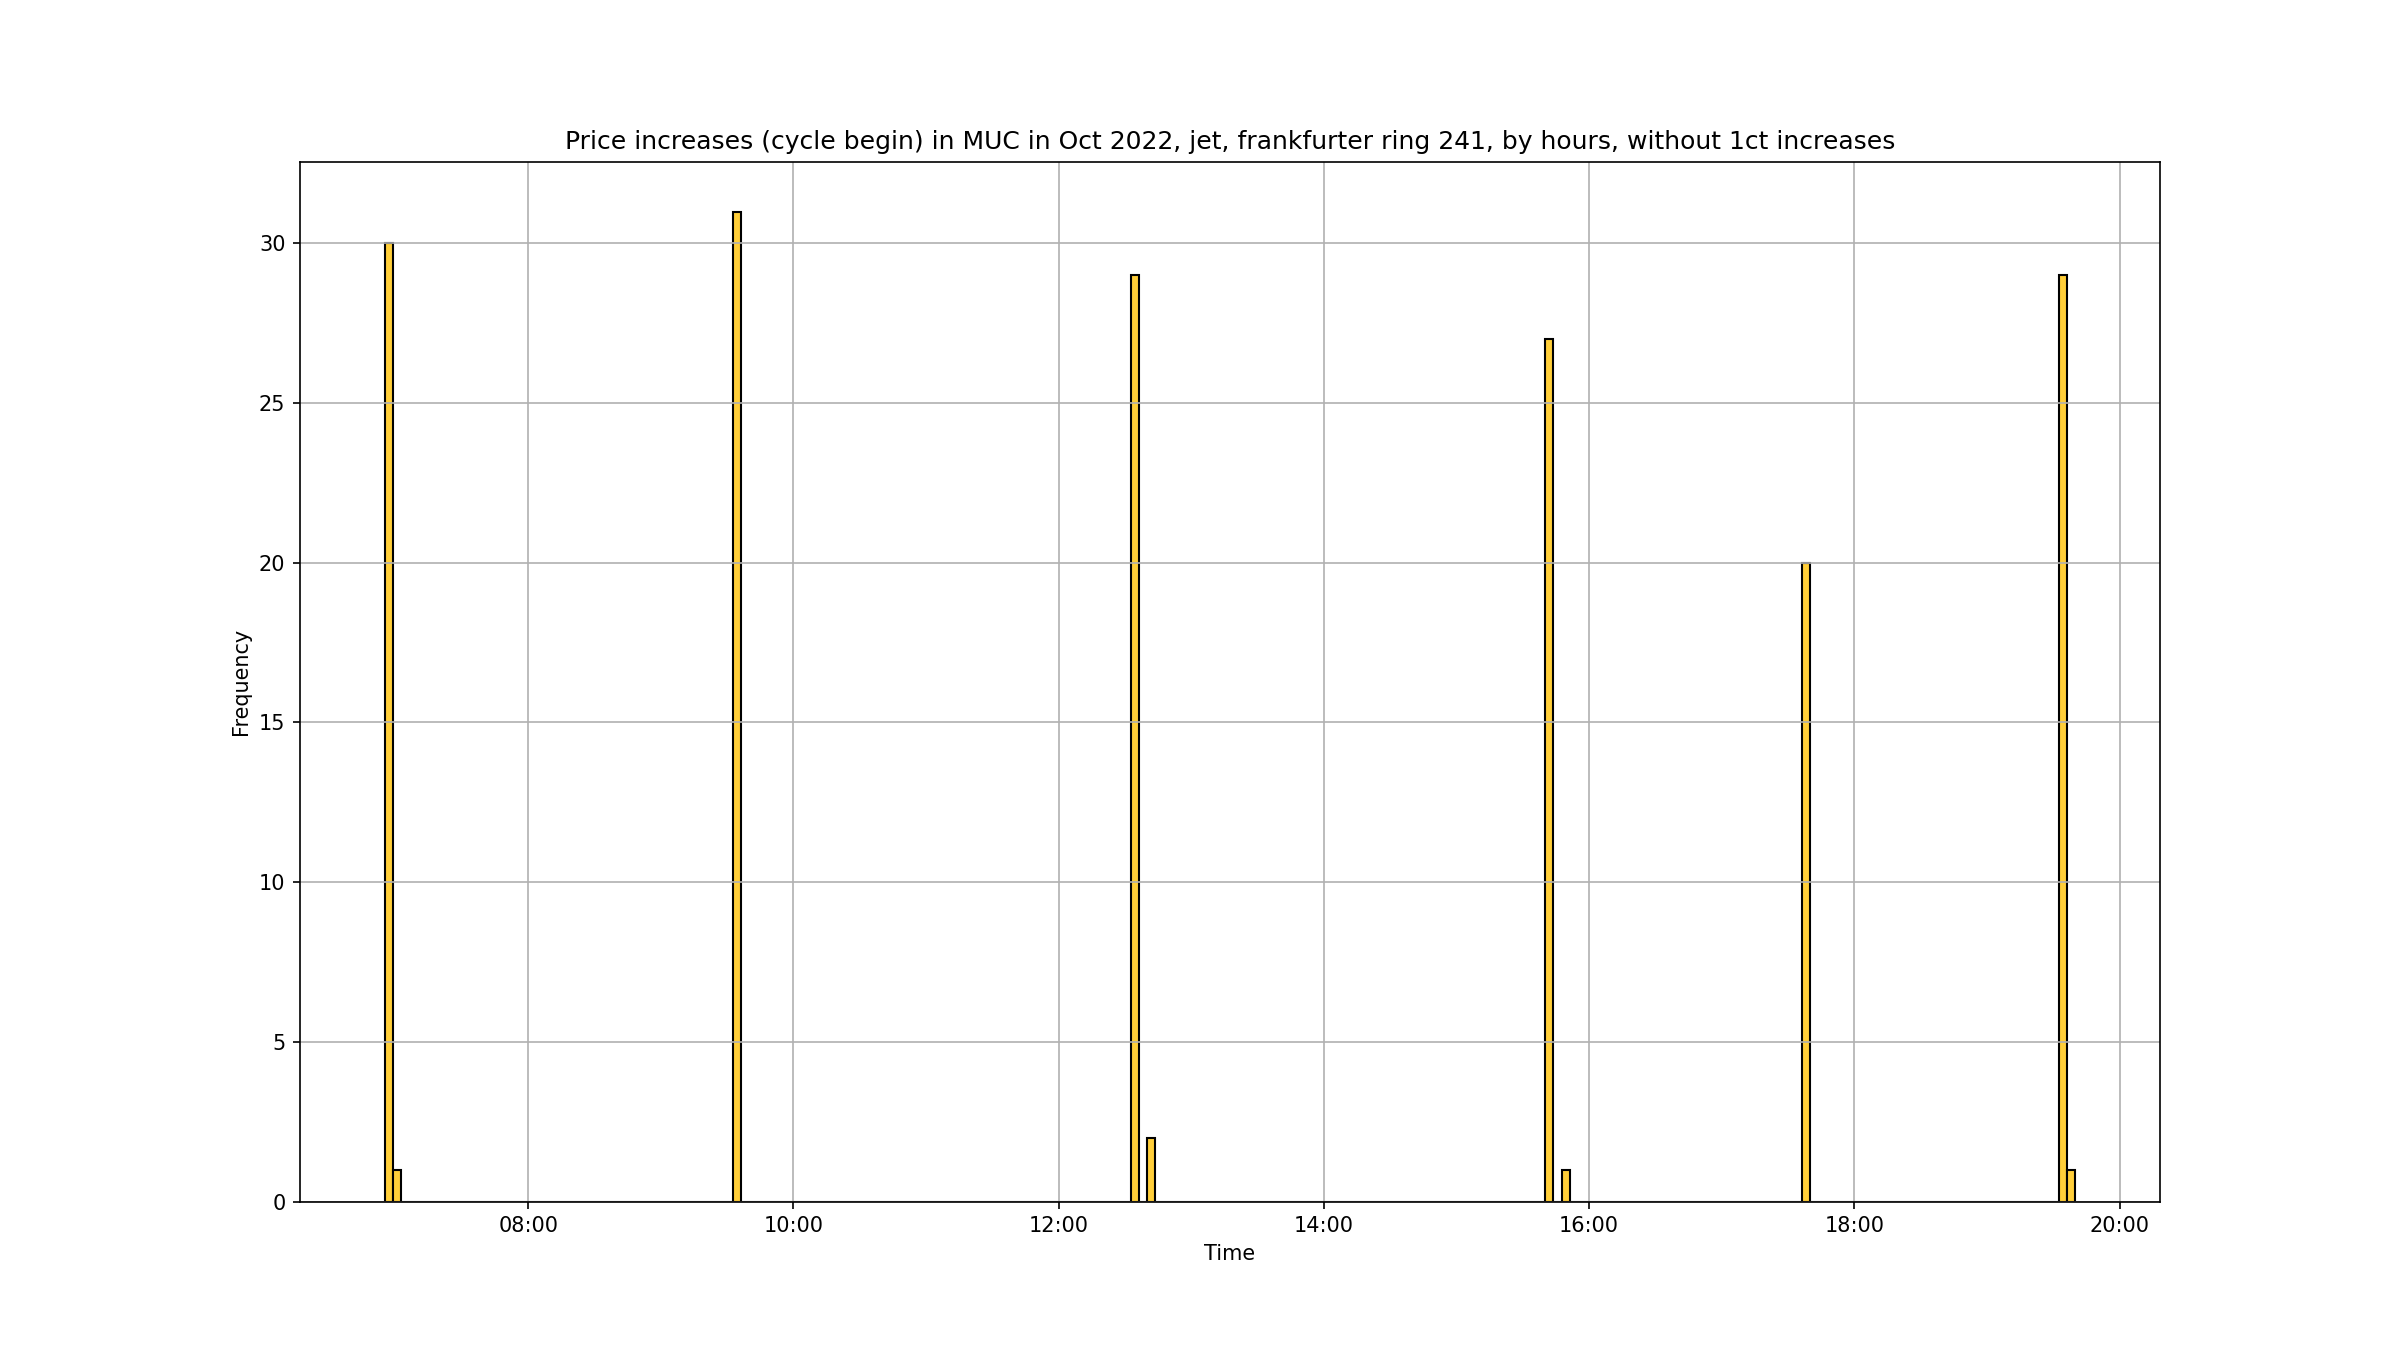 Price increases (cycle begin) in MUC in Oct 2022, jet, frankfurter ring 241, by hours, without 1ct increases
30
25
20
15
10
5
0
Frequency
08:00 10:00 12:00 14:00 16:00 18:00 20:00
Time